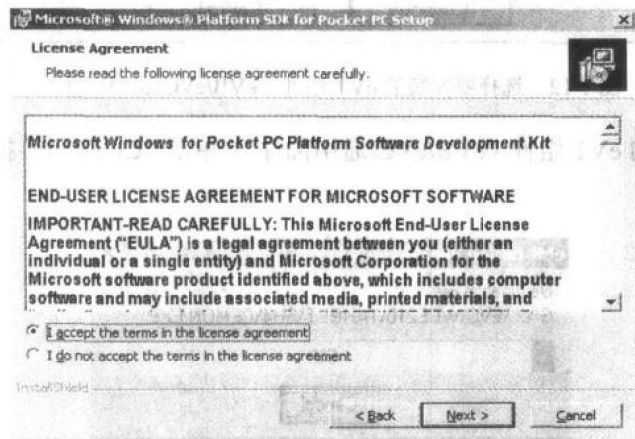 Microsoft® Windows® Platform SDK for Pocket PC Setup
License Agreement
Please read the following license agreement carefully.
Microsoft Windows for Pocket PC Platform Software Development Kit
END-USER LICENSE AGREEMENT FOR MICROSOFT SOFTWARE
IMPORTANT-READ CAREFULLY: This Microsoft End-User License
Agreement ("EULA") is a legal agreement between you (either an
individual or a single entity) and Microsoft Corporation for the
Microsoft software product identified above, which includes computer
software and may include associated media, printed materials, and
I accept the terms in the license agreement
I do not accept the terms in the license agreement
InstallShield
< Back
Next >
Cancel